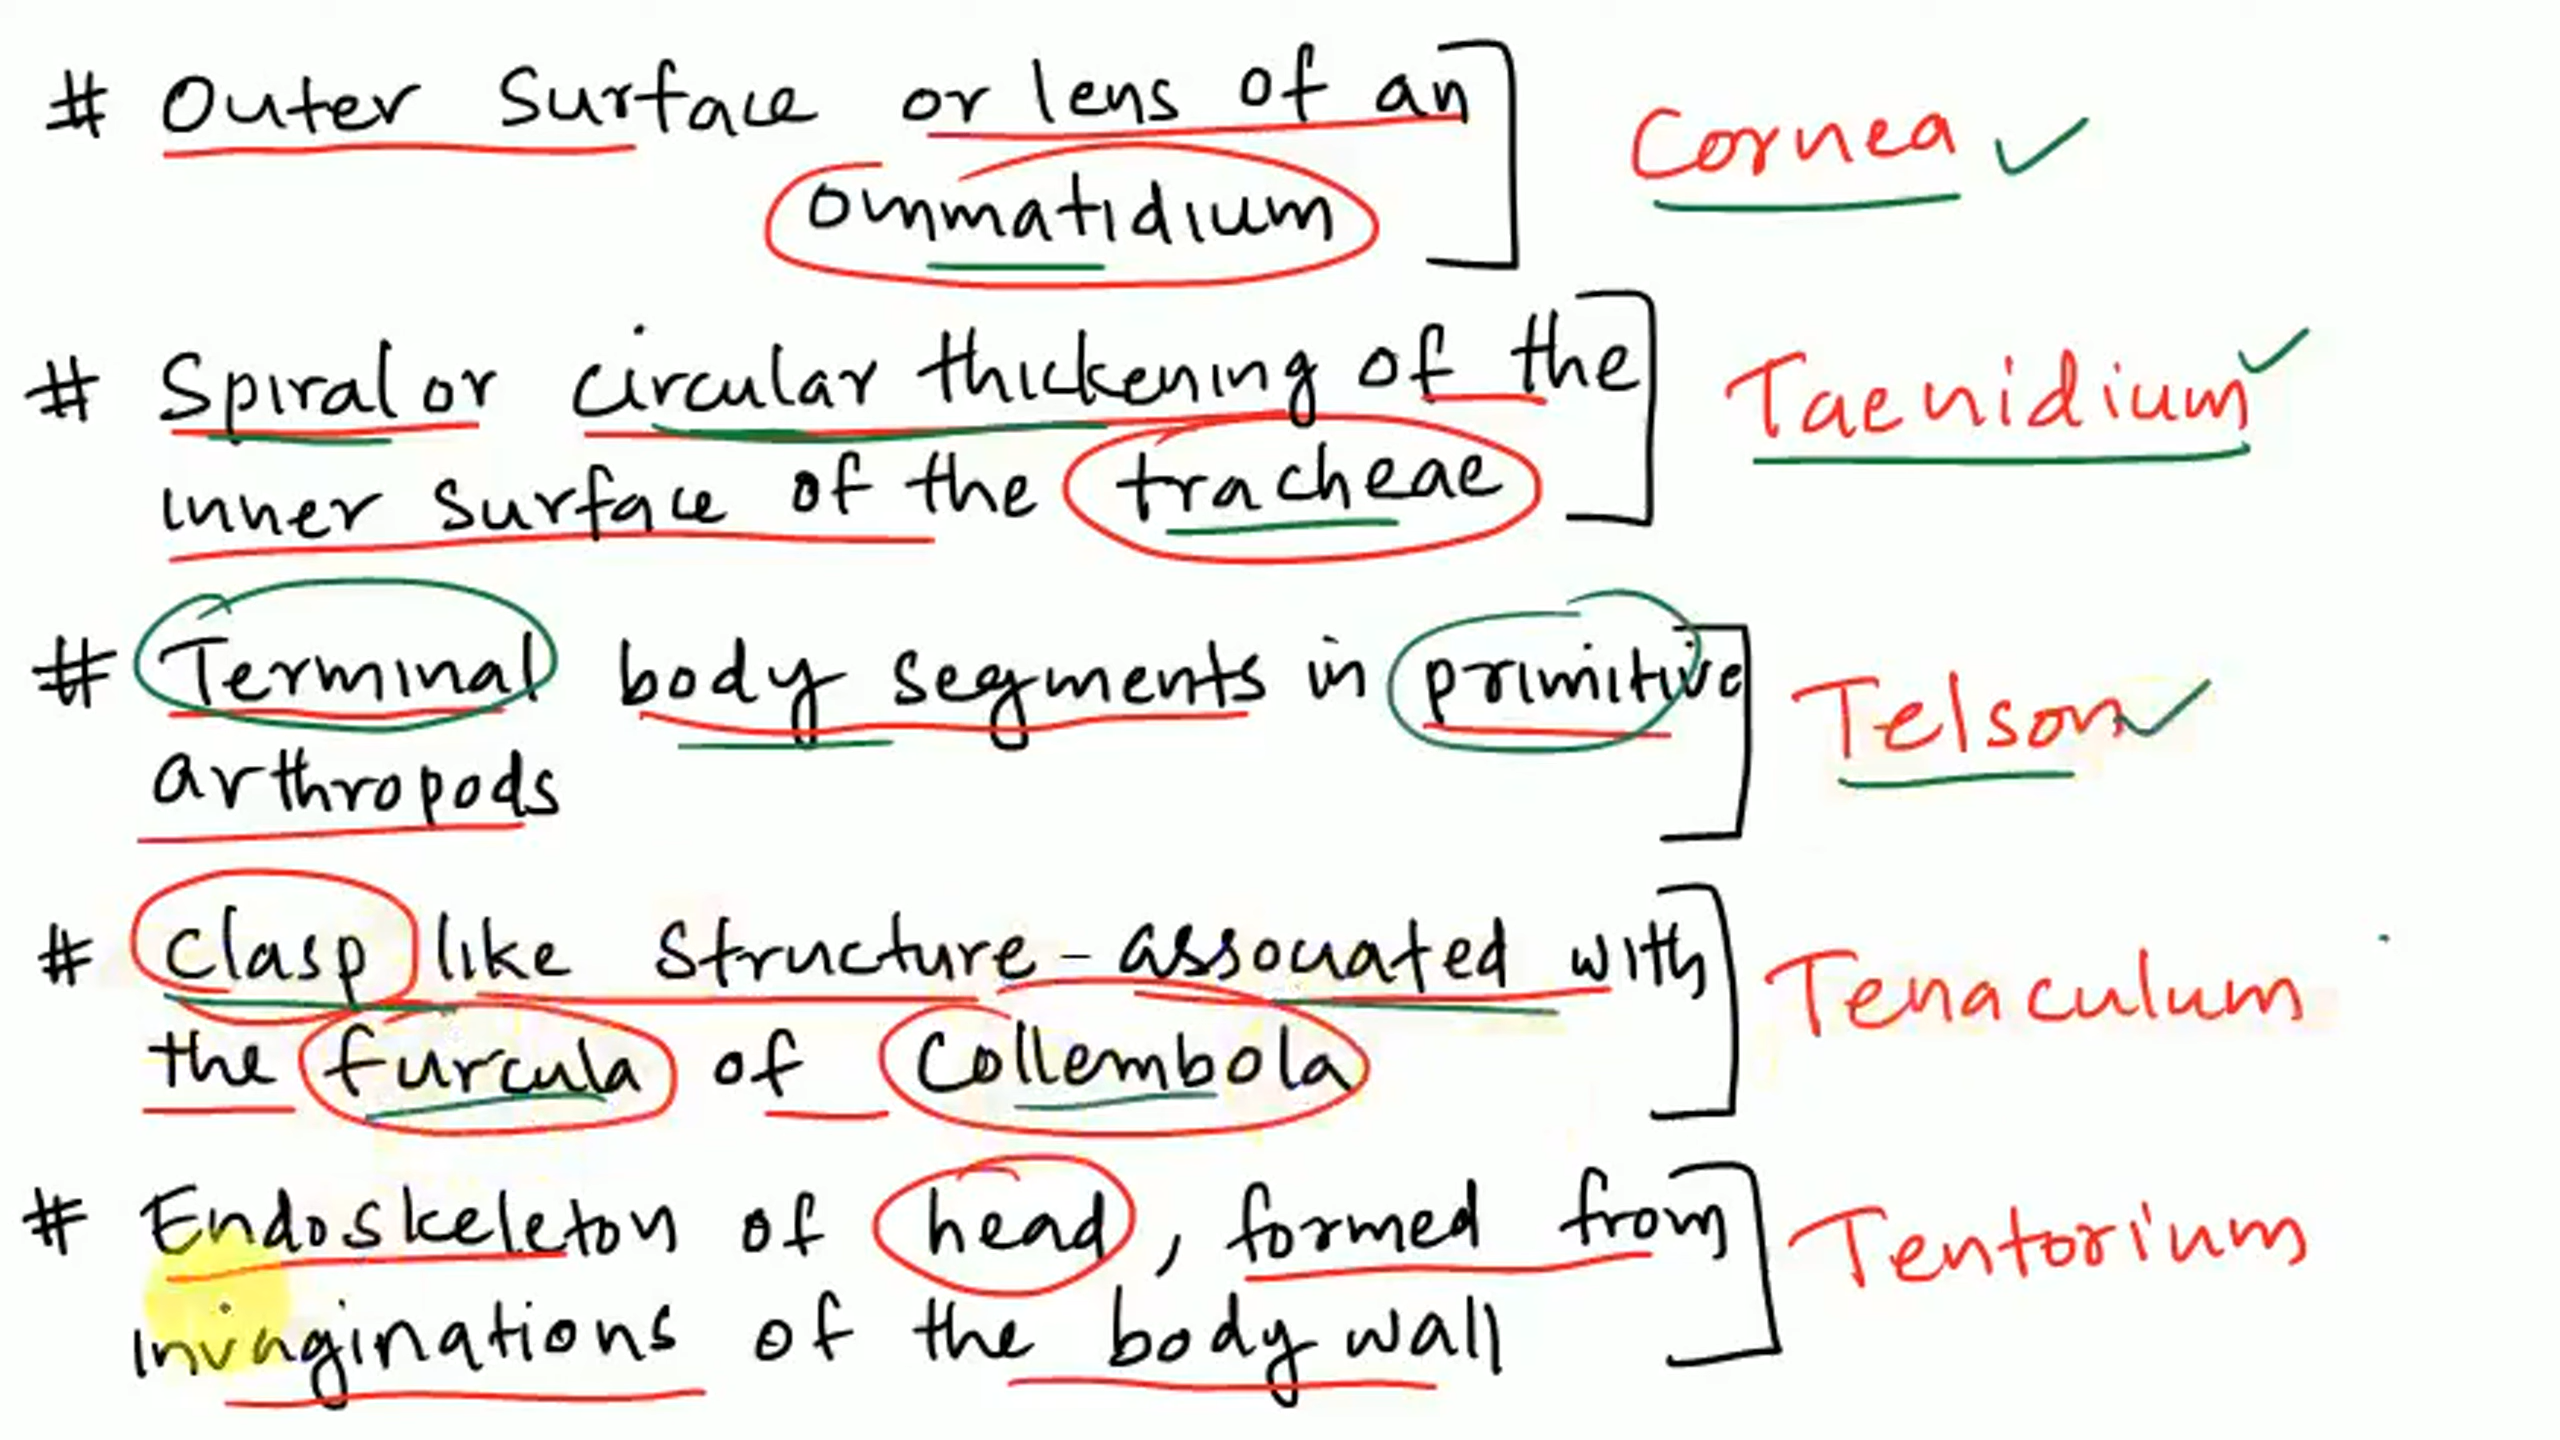 # Outer Surface or lens of an
ommatidium
Cornea
# Spiral or circular thickening of the
inner surface of the tracheae
Taenidium
# Terminal body segments in primitive
arthropods
Telson
# Clasp like structure - associated with
the furcula of Collembola
Tenaculum
# Endoskeleton of head, formed from
invaginations of the body wall
Tentorium